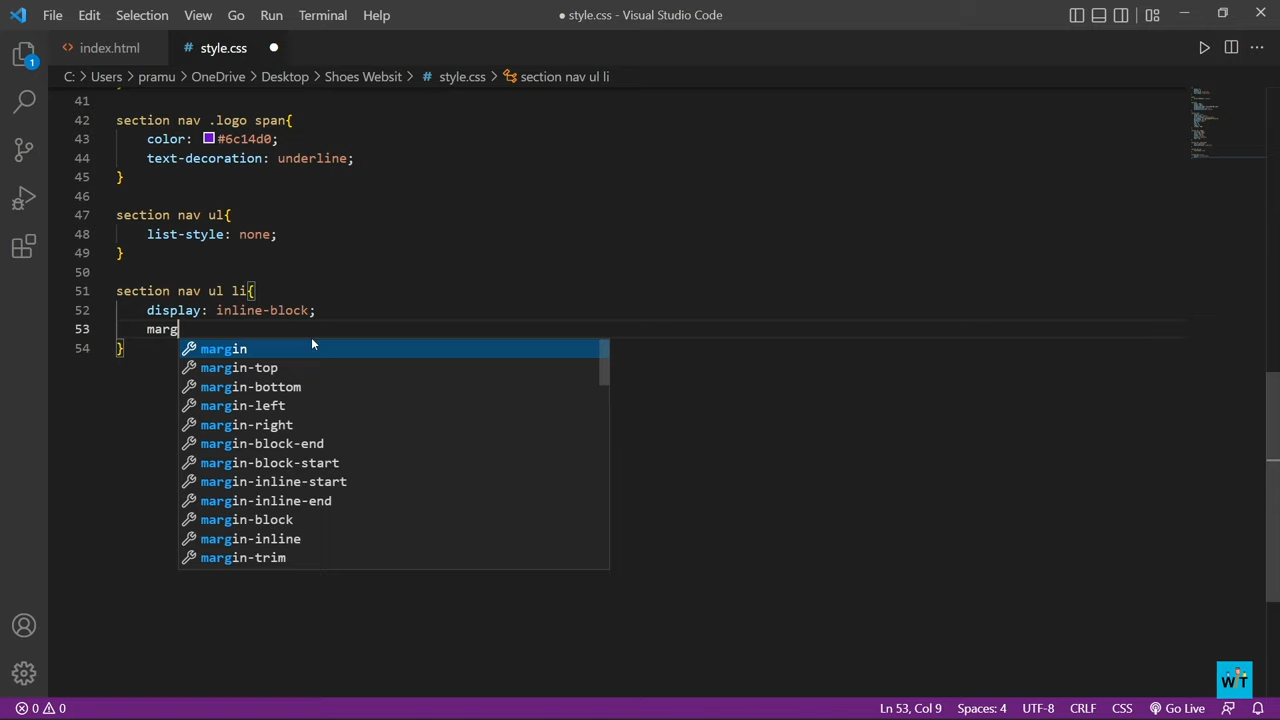 File Edit Selection View Go Run Terminal Help
● style.css - Visual Studio Code
<> index.html
# style.css
C: > Users > pramu > OneDrive > Desktop > Shoes Websit > # style.css > section nav ul li
1
41
42 section nav .logo span{
43 color: #6c14d0;
44 text-decoration: underline;
45 }
46
47 section nav ul{
48 list-style: none;
49 }
50
51 section nav ul li{
52 display: inline-block;
53 marg
54 }
margin
margin-top
margin-bottom
margin-left
margin-right
margin-block-end
margin-block-start
margin-inline-start
margin-inline-end
margin-block
margin-inline
margin-trim
WT
0 0
Ln 53, Col 9 Spaces: 4 UTF-8 CRLF CSS Go Live